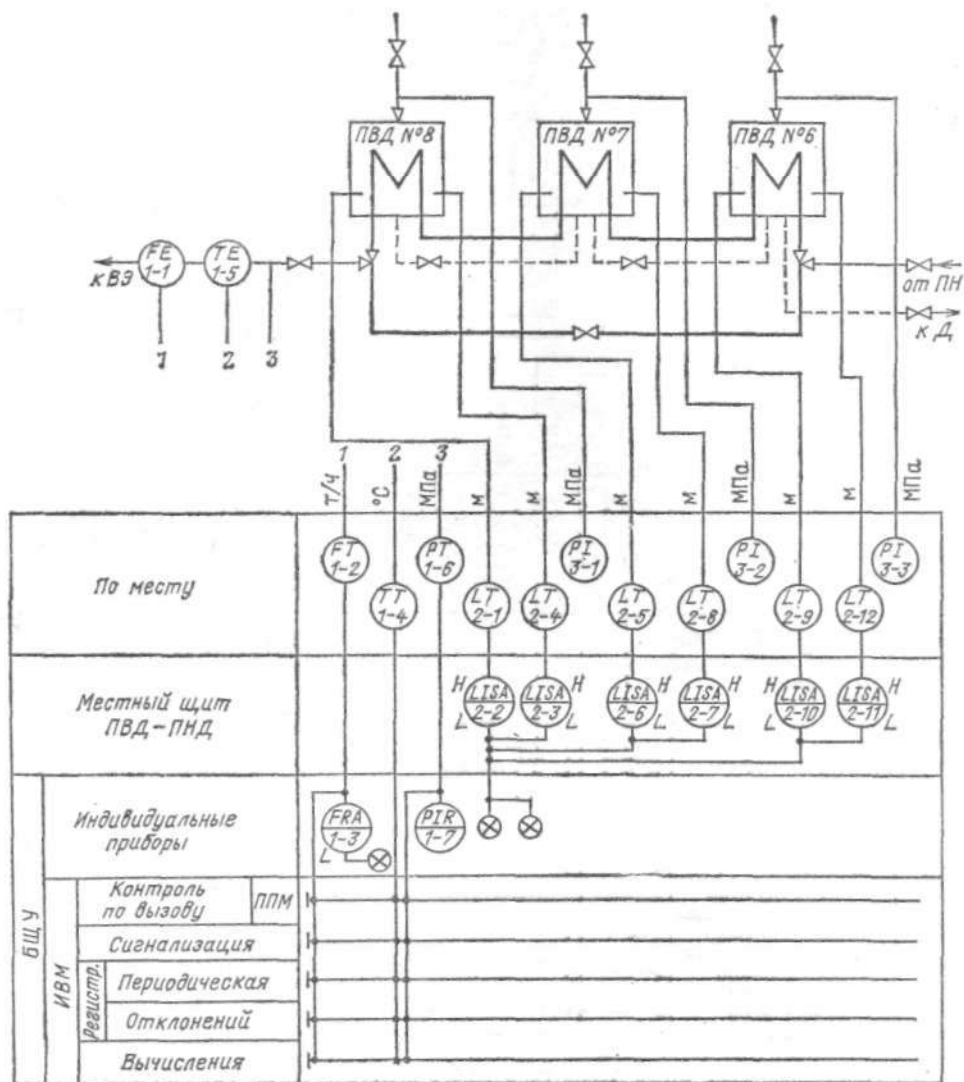 ПВД №8
ПВД №7
ПВД №6
FE
1-1
TE
1-5
к ВЭ
от ПН
к Д
1
2
3
1
2
3
т/ч
°С
МПа
м
м
МПа
м
м
МПа
м
м
МПа
По месту
FT
1-2
TT
1-4
PT
1-6
LT
2-1
LT
2-4
PI
3-1
LT
2-5
LT
2-8
PI
3-2
LT
2-9
LT
2-12
PI
3-3
Местный щит
ПВД-ПНД
H
LISA
2-2
L
LISA
2-3
H
L
LISA
2-6
H
L
LISA
2-7
H
L
H
LISA
2-10
L
LISA
2-11
H
L
БЩУ
Индивидуальные
приборы
FRA
1-3
L
PIR
1-7
ИВМ
Контроль
по вызову
ППМ
Сигнализация
Регистр.
Периодическая
Отклонений
Вычисления